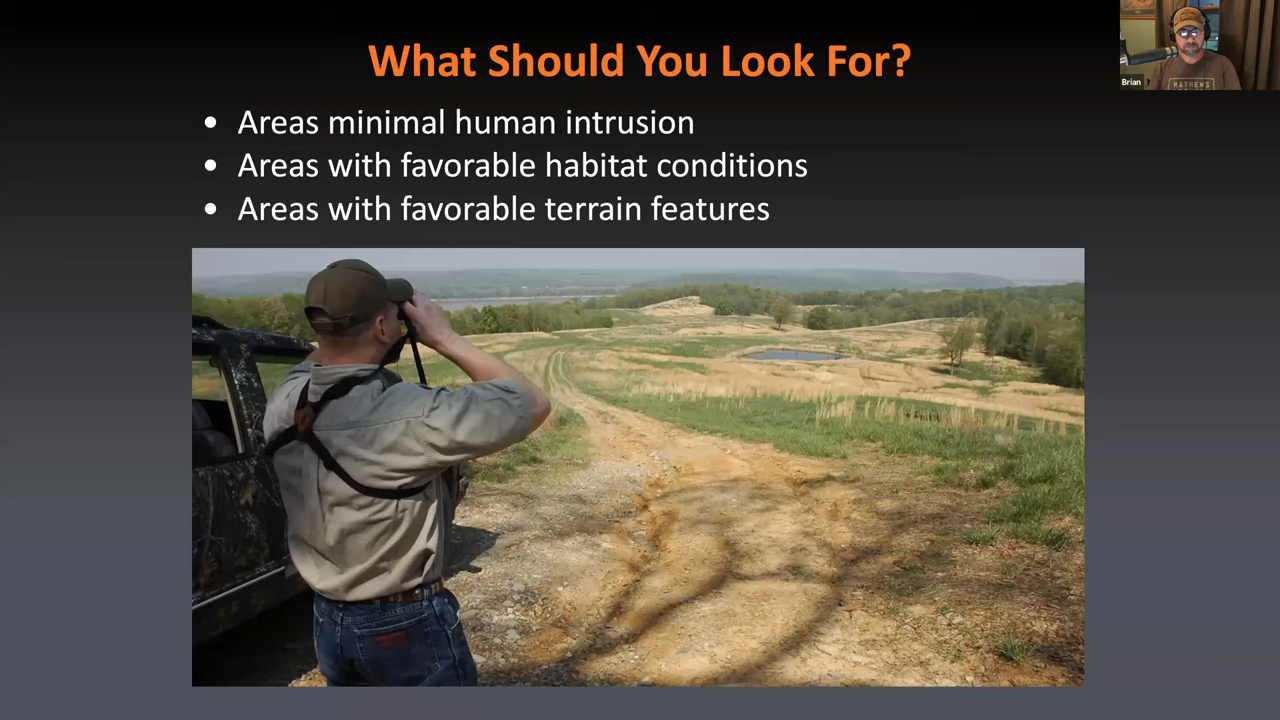 What Should You Look For?
• Areas minimal human intrusion
• Areas with favorable habitat conditions
• Areas with favorable terrain features
Brian
MATHEWS